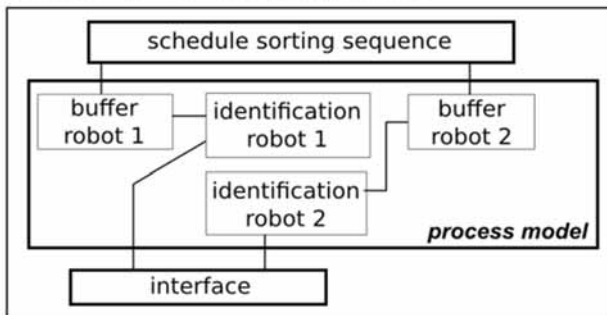 schedule sorting sequence
buffer
robot 1
identification
robot 1
buffer
robot 2
identification
robot 2
process model
interface